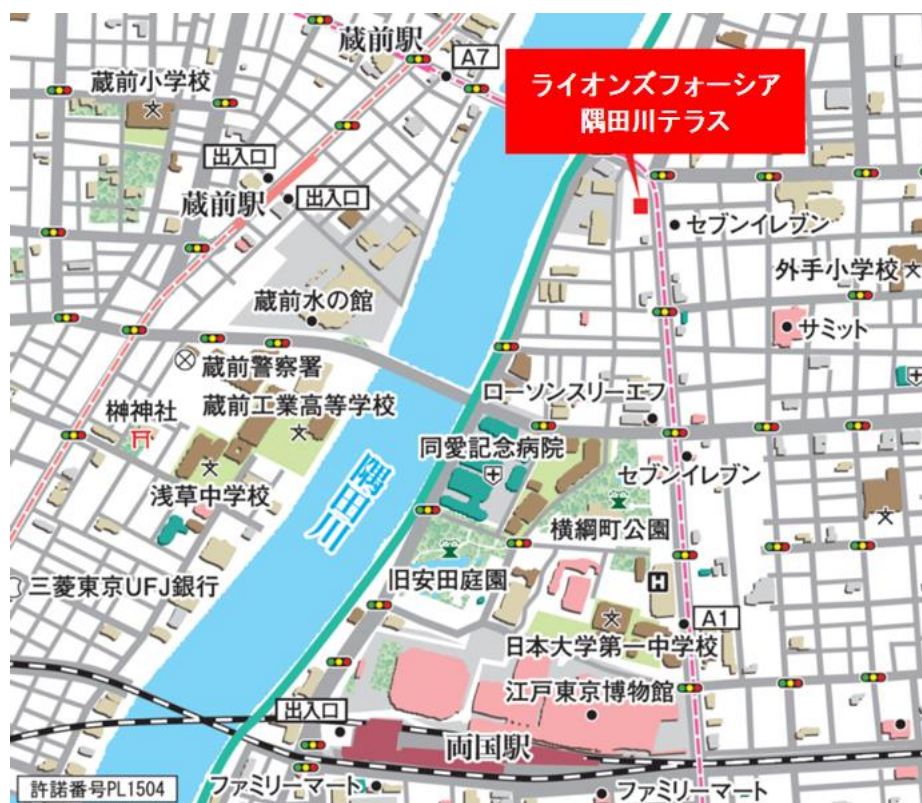 蔵前駅
A7
蔵前小学校
ライオンズフォーシア
隅田川テラス
出入口
出入口
蔵前駅
セブンイレブン
外手小学校
蔵前水の館
サミット
蔵前警察署
ローソンスリーエフ
蔵前工業高等学校
榊神社
同愛記念病院
セブンイレブン
浅草中学校
隅田川
横綱町公園
旧安田庭園
三菱東京UFJ銀行
H
A1
日本大学第一中学校
江戸東京博物館
出入口
両国駅
許諾番号PL1504
ファミリーマート
ファミリーマート